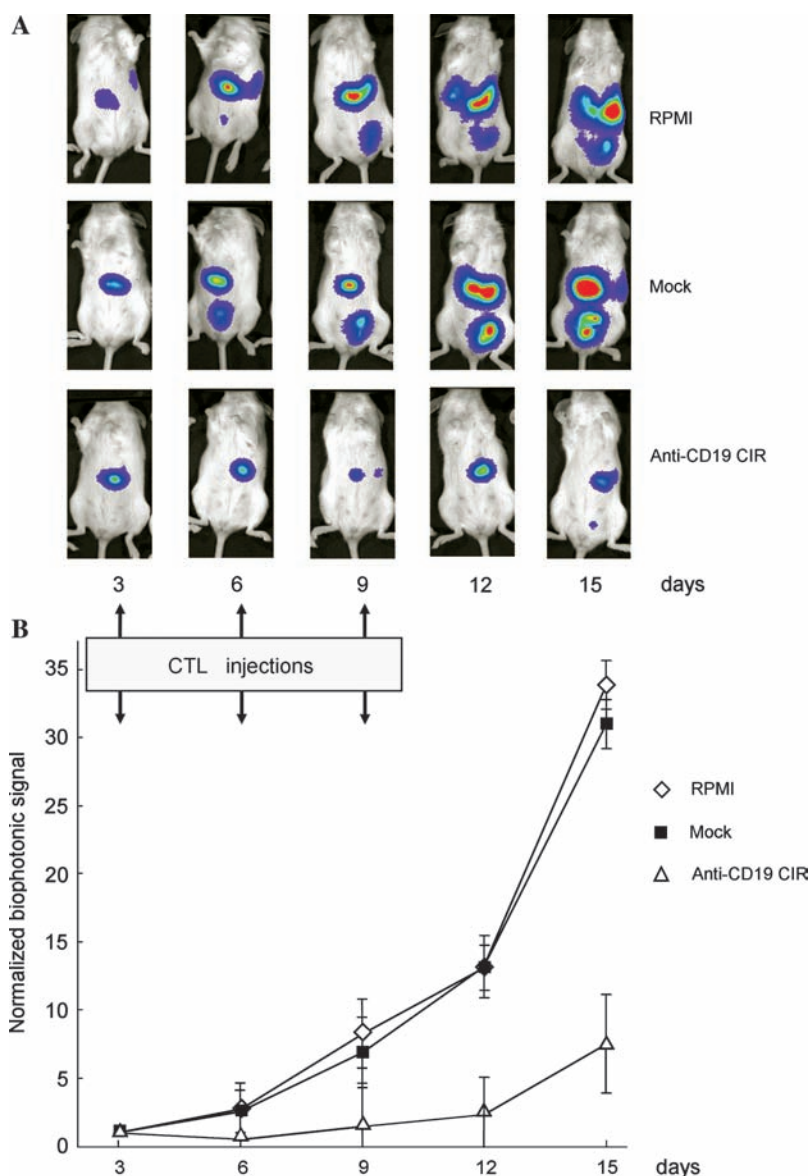 A
RPMI
Mock
Anti-CD19 CIR
3 6 9 12 15 days
B
CTL injections
Normalized biophotonic signal
35
30
25
20
15
10
5
0
RPMI
Mock
Anti-CD19 CIR
3 6 9 12 15 days